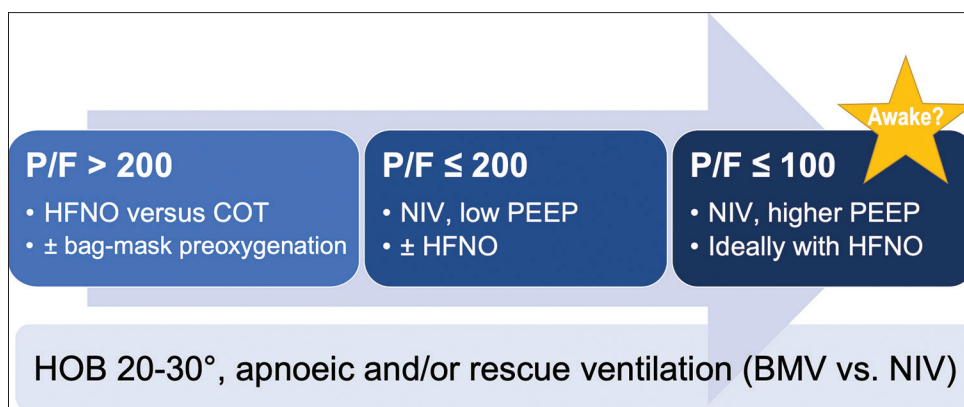 Awake?
P/F > 200
• HFNO versus COT
• ± bag-mask preoxygenation
P/F ≤ 200
• NIV, low PEEP
• ± HFNO
P/F ≤ 100
• NIV, higher PEEP
• Ideally with HFNO
HOB 20-30°, apnoeic and/or rescue ventilation (BMV vs. NIV)